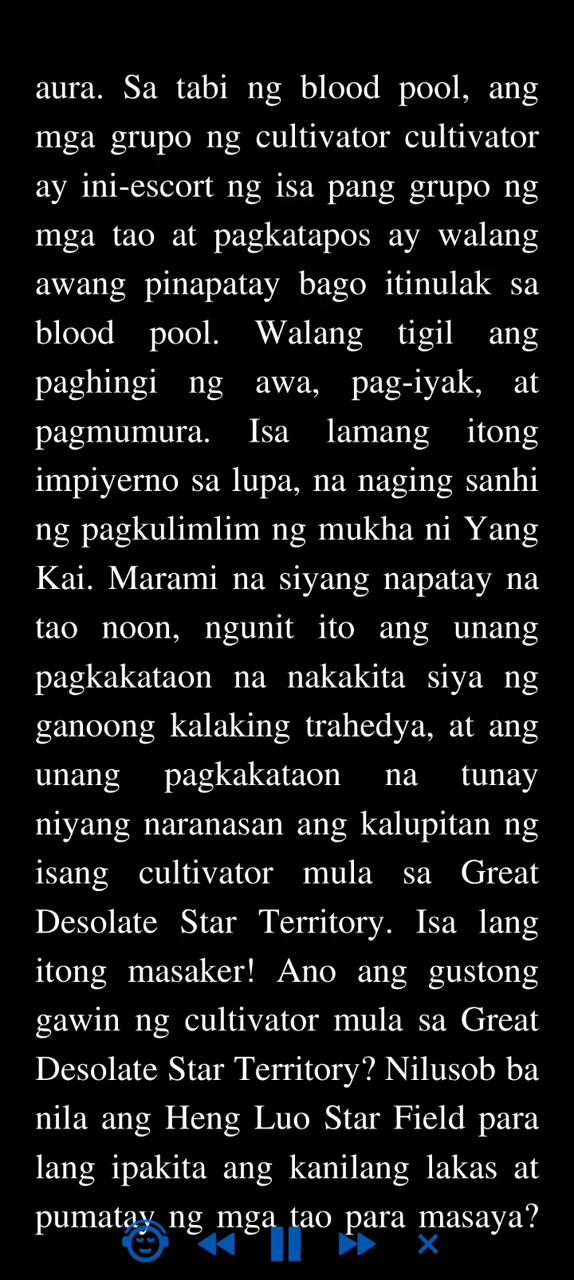 aura. Sa tabi ng blood pool, ang
mga grupo ng cultivator cultivator
ay ini-escort ng isa pang grupo ng
mga tao at pagkatapos ay walang
awang pinapatay bago itinulak sa
blood pool. Walang tigil ang
paghingi ng awa, pag-iyak, at
pagmumura. Isa lamang itong
impiyerno sa lupa, na naging sanhi
ng pagkulimlim ng mukha ni Yang
Kai. Marami na siyang napatay na
tao noon, ngunit ito ang unang
pagkakataon na nakakita siya ng
ganoong kalaking trahedya, at ang
unang pagkakataon na tunay
niyang naranasan ang kalupitan ng
isang cultivator mula sa Great
Desolate Star Territory. Isa lang
itong masaker! Ano ang gustong
gawin ng cultivator mula sa Great
Desolate Star Territory? Nilusob ba
nila ang Heng Luo Star Field para
lang ipakita ang kanilang lakas at
pumatay ng mga tao para masaya?